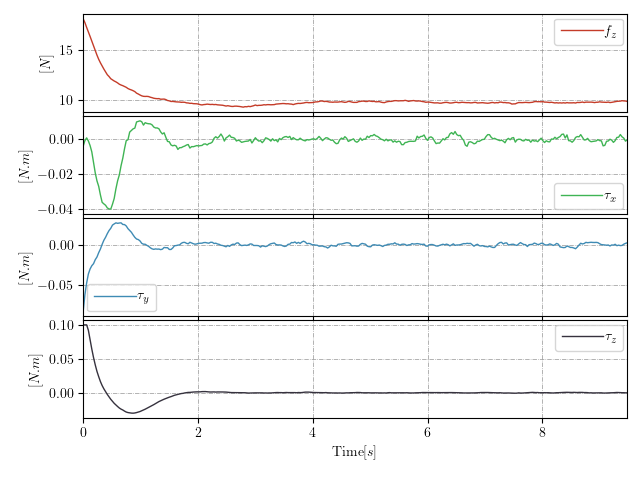 [N]
15
10
f_z
[N.m]
0.00
−0.02
−0.04
τ_x
[N.m]
0.00
−0.05
τ_y
[N.m]
0.10
0.05
0.00
τ_z
0 2 4 6 8
Time[s]